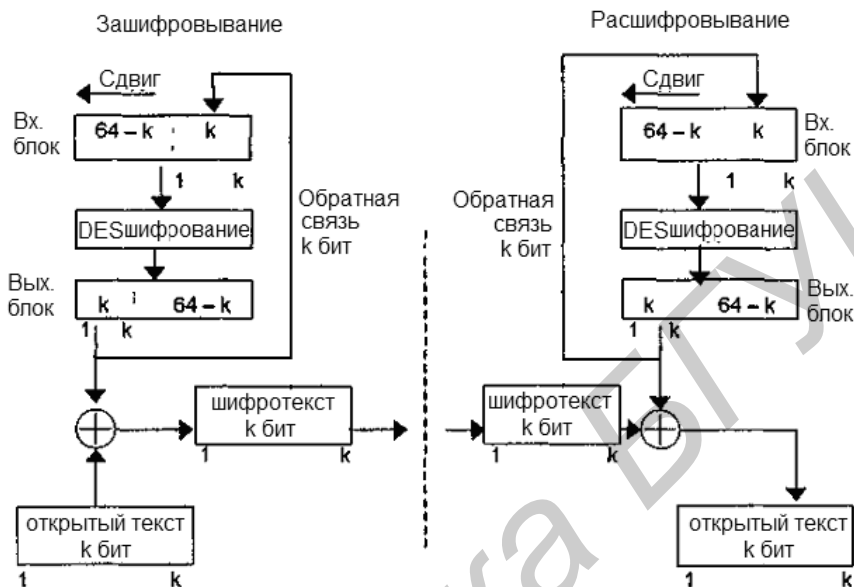 Зашифровывание
Сдвиг
Вх.
блок
64 – k k
1 k
DESшифрование
Обратная
связь
k бит
Вых.
блок
k 64 – k
1 k
шифротекст
k бит
1 k
открытый текст
k бит
1 k
Расшифровывание
Сдвиг
64 – k k
Вх.
блок
1 k
Обратная
связь
k бит
DESшифрование
k 64 – k
Вых.
блок
1 k
шифротекст
k бит
1 k
открытый текст
k бит
1 k